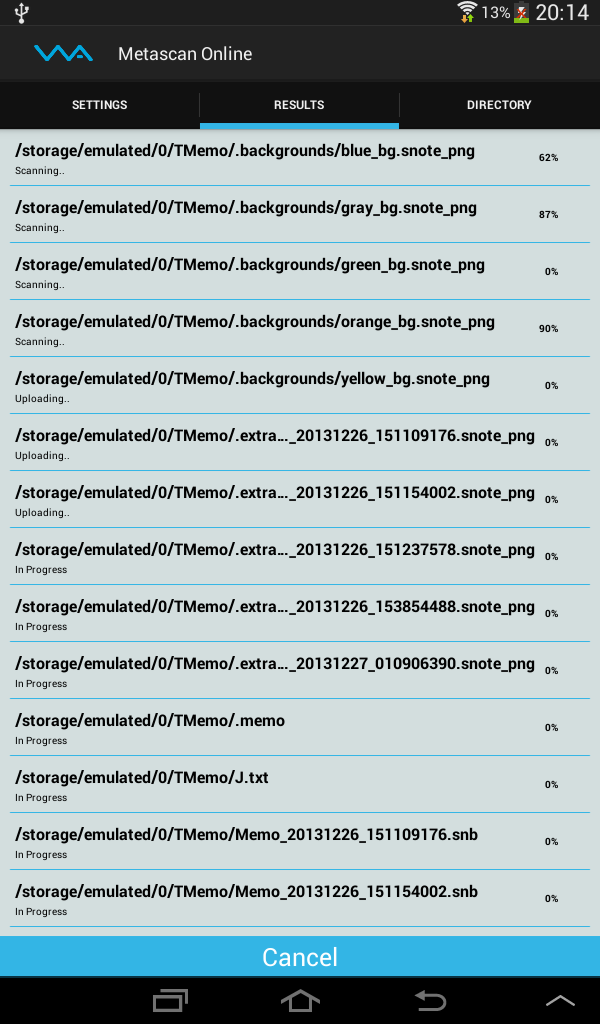 13% 20:14
Metascan Online
SETTINGS RESULTS DIRECTORY
/storage/emulated/0/TMemo/.backgrounds/blue_bg.snote_png 62%
Scanning..
/storage/emulated/0/TMemo/.backgrounds/gray_bg.snote_png 87%
Scanning..
/storage/emulated/0/TMemo/.backgrounds/green_bg.snote_png 0%
Scanning..
/storage/emulated/0/TMemo/.backgrounds/orange_bg.snote_png 90%
Scanning..
/storage/emulated/0/TMemo/.backgrounds/yellow_bg.snote_png 0%
Uploading..
/storage/emulated/0/TMemo/.extra..._20131226_151109176.snote_png 0%
Uploading..
/storage/emulated/0/TMemo/.extra..._20131226_151154002.snote_png 0%
Uploading..
/storage/emulated/0/TMemo/.extra..._20131226_151237578.snote_png 0%
In Progress
/storage/emulated/0/TMemo/.extra..._20131226_153854488.snote_png 0%
In Progress
/storage/emulated/0/TMemo/.extra..._20131227_010906390.snote_png 0%
In Progress
/storage/emulated/0/TMemo/.memo 0%
In Progress
/storage/emulated/0/TMemo/J.txt 0%
In Progress
/storage/emulated/0/TMemo/Memo_20131226_151109176.snb 0%
In Progress
/storage/emulated/0/TMemo/Memo_20131226_151154002.snb 0%
In Progress
Cancel